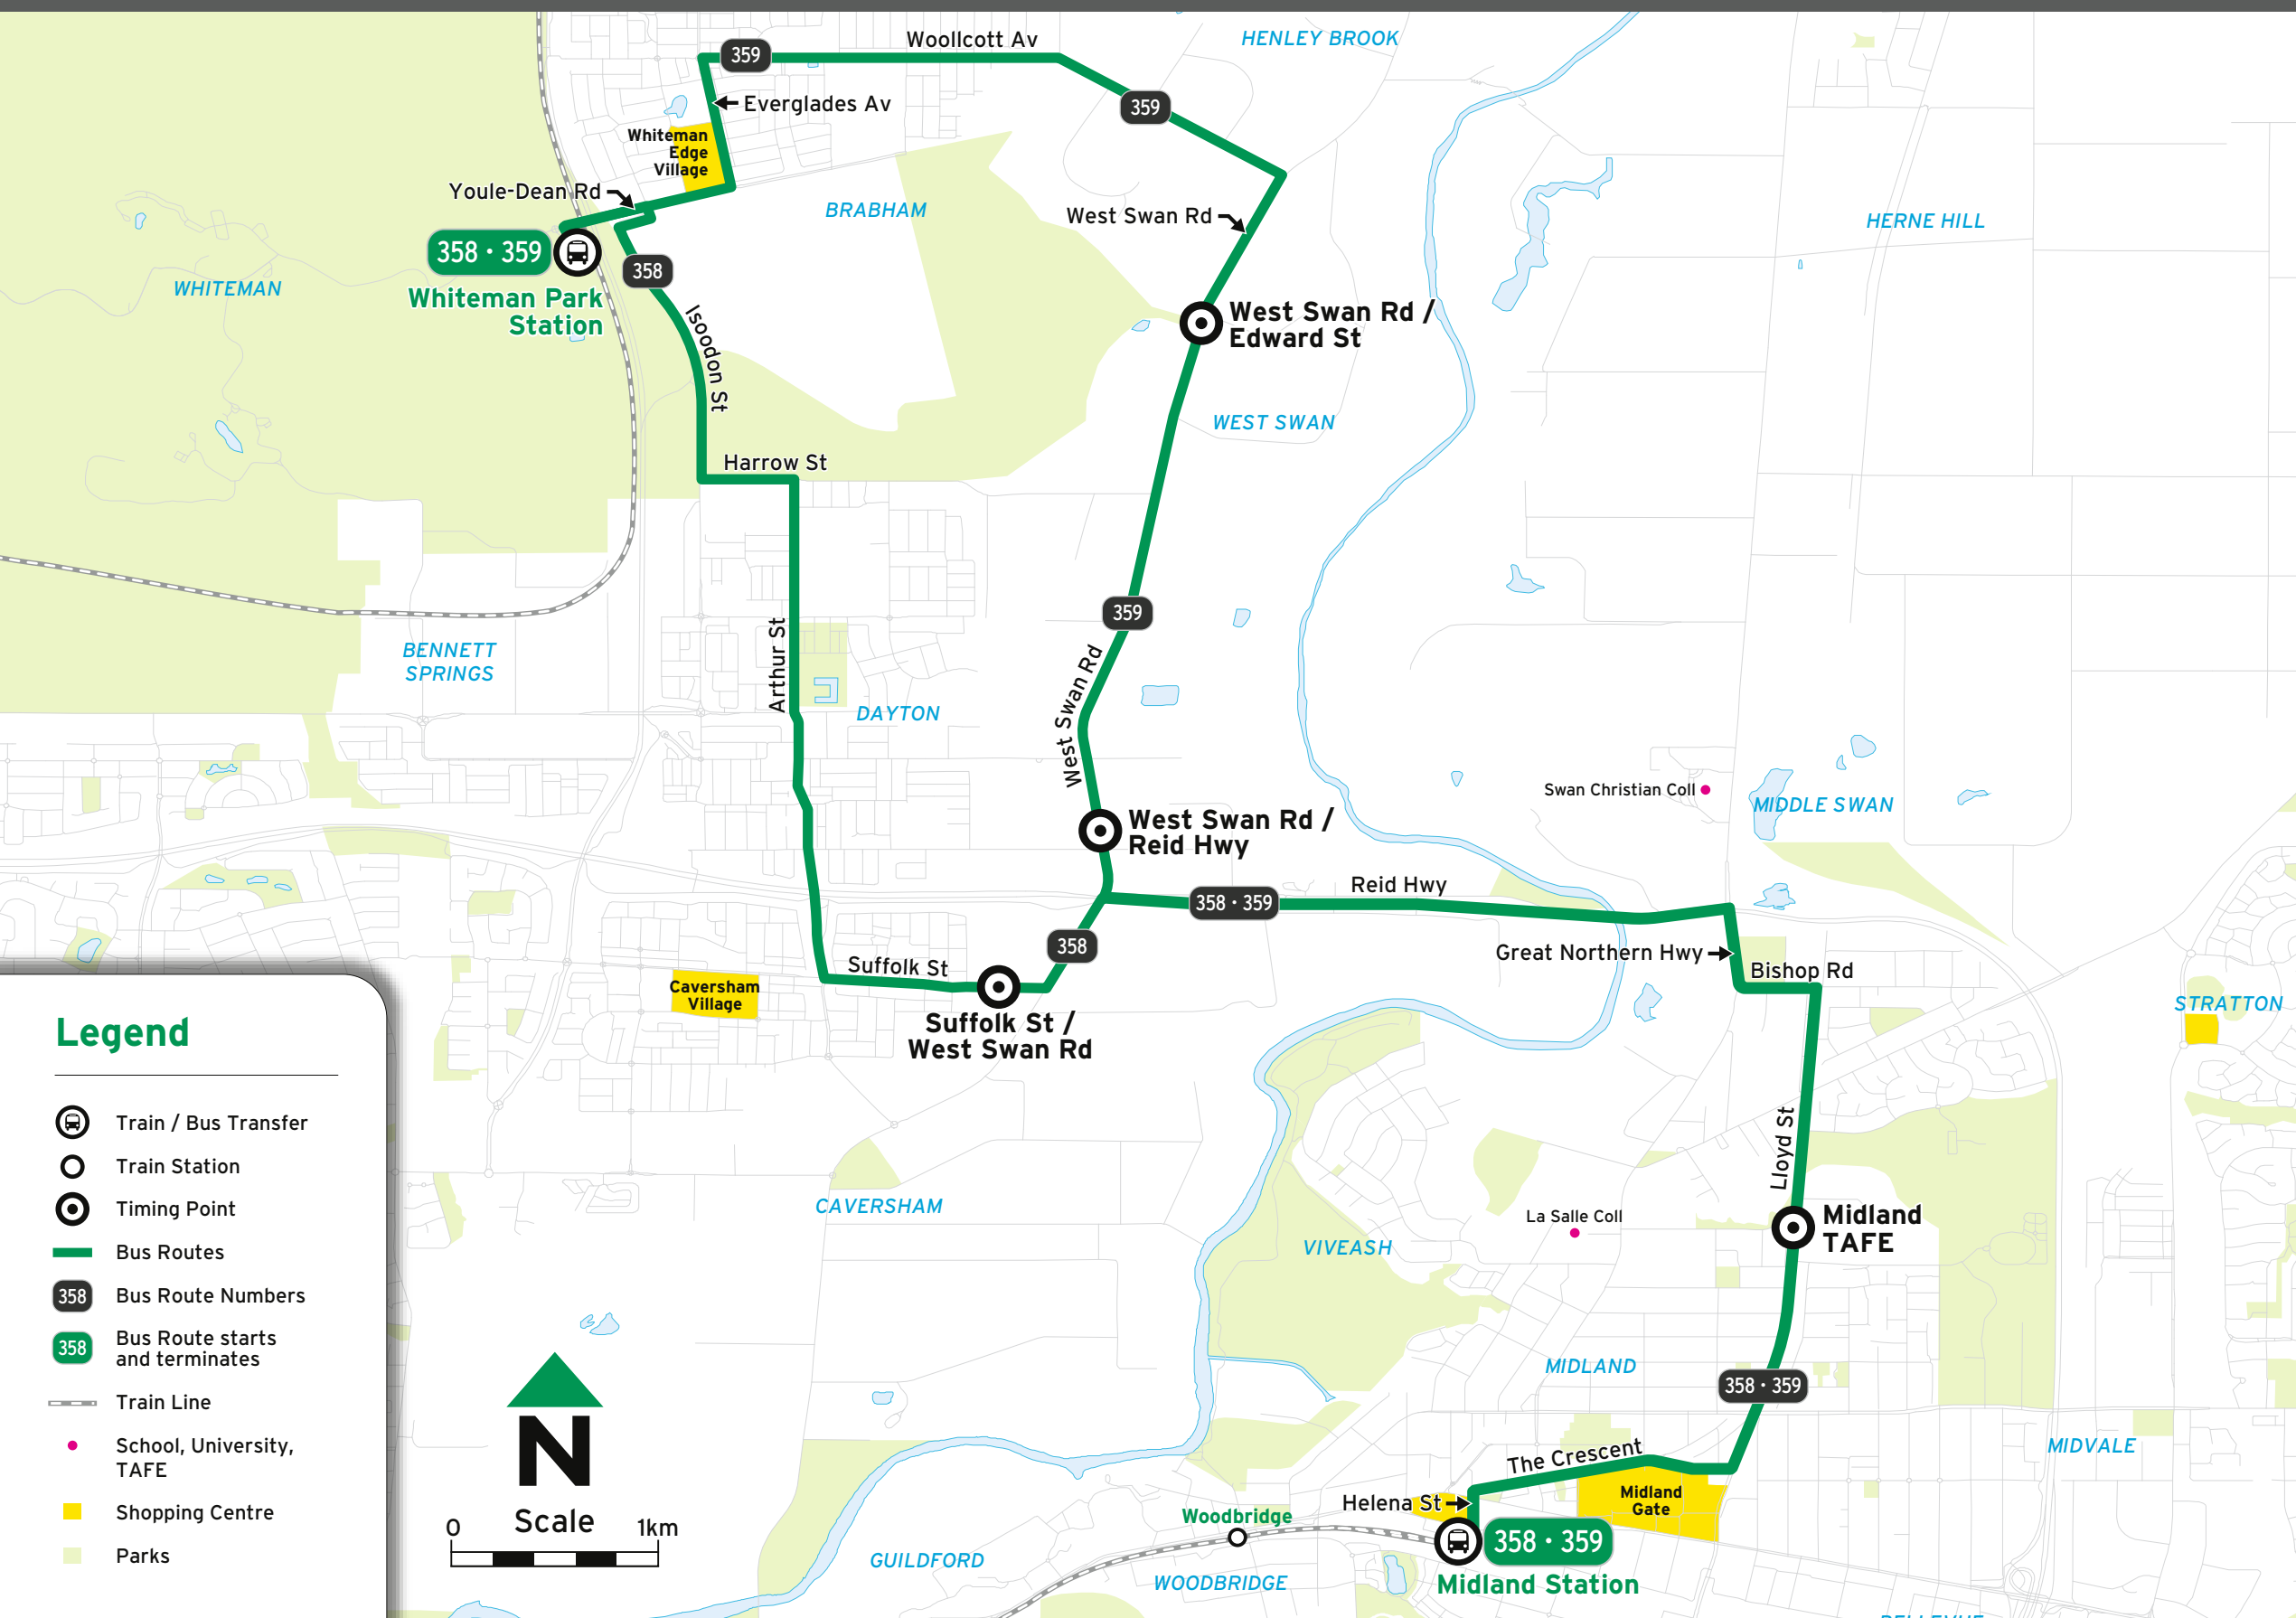 Woollcott Av
HENLEY BROOK
359
Everglades Av
359
Whiteman
Edge
Village
Youle-Dean Rd
BRABHAM
West Swan Rd
HERNE HILL
358 • 359
358
WHITEMAN
Whiteman Park
Station
Isoodon St
West Swan Rd /
Edward St
WEST SWAN
Harrow St
359
Arthur St
West Swan Rd
BENNETT
SPRINGS
DAYTON
Swan Christian Coll
MIDDLE SWAN
West Swan Rd /
Reid Hwy
Reid Hwy
358 • 359
358
Great Northern Hwy
Bishop Rd
Suffolk St
Caversham
Village
STRATTON
Suffolk St /
West Swan Rd
Lloyd St
CAVERSHAM
La Salle Coll
Midland
TAFE
VIVEASH
MIDLAND
358 • 359
MIDVALE
The Crescent
Midland
Gate
Helena St
Woodbridge
358 • 359
Midland Station
GUILDFORD
WOODBRIDGE
Legend
Train / Bus Transfer
Train Station
Timing Point
Bus Routes
358
Bus Route Numbers
358
Bus Route starts
and terminates
Train Line
School, University,
TAFE
Shopping Centre
Parks
N
Scale
0
1km